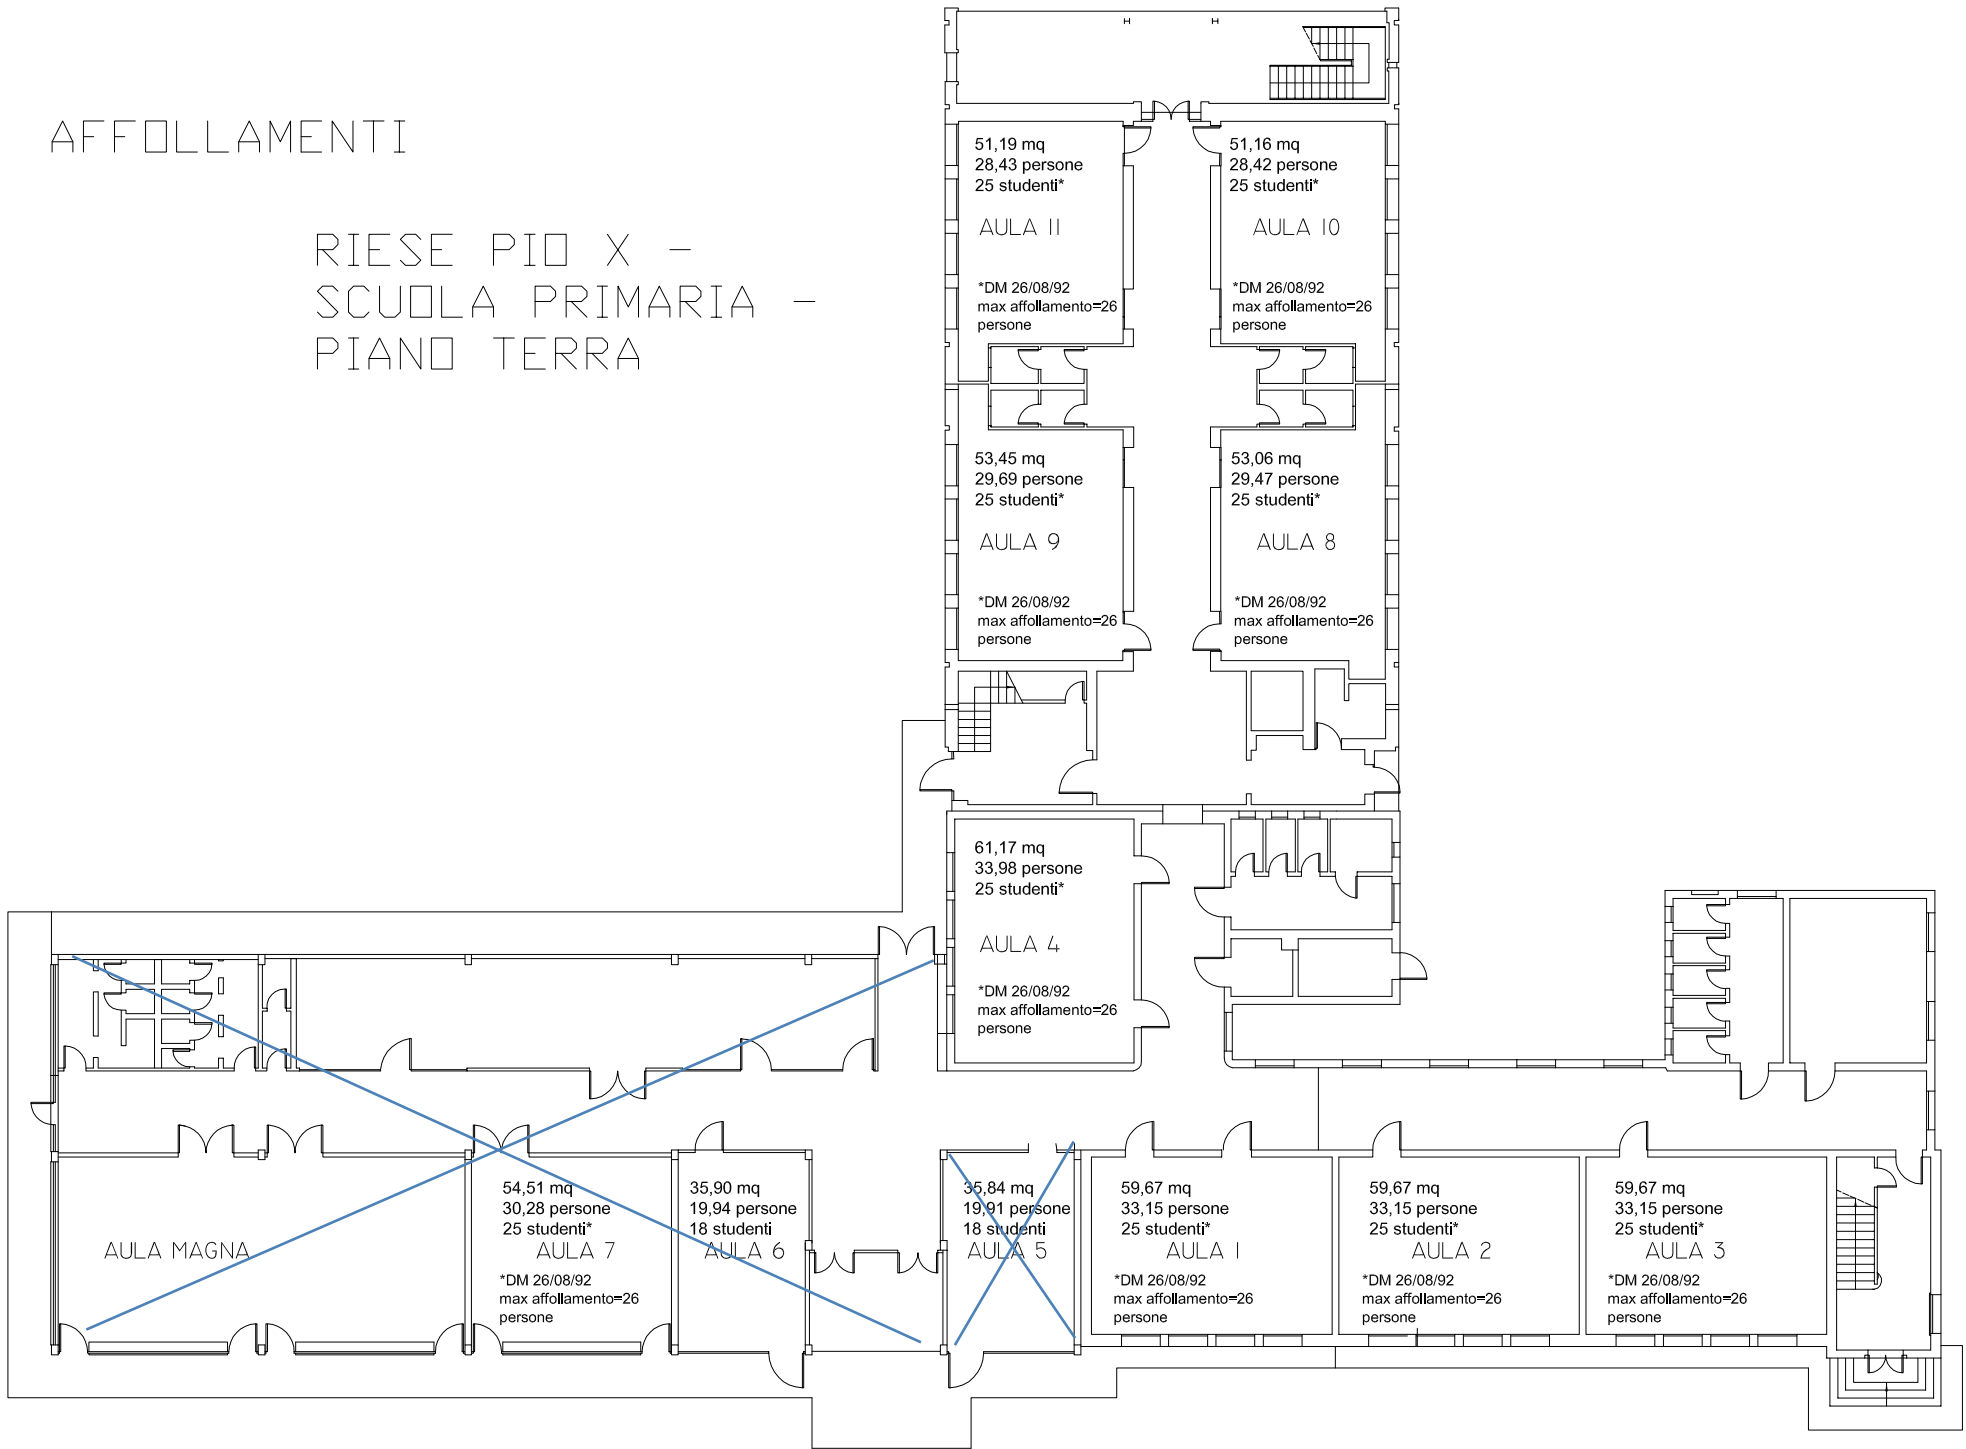 AFFOLLAMENTI
RIESE PIO X -
SCUOLA PRIMARIA -
PIANO TERRA
51,19 mq
28,43 persone
25 studenti*
AULA 11
*DM 26/08/92
max affollamento=26
persone
51,16 mq
28,42 persone
25 studenti*
AULA 10
*DM 26/08/92
max affollamento=26
persone
53,45 mq
29,69 persone
25 studenti*
AULA 9
*DM 26/08/92
max affollamento=26
persone
53,06 mq
29,47 persone
25 studenti*
AULA 8
*DM 26/08/92
max affollamento=26
persone
61,17 mq
33,98 persone
25 studenti*
AULA 4
*DM 26/08/92
max affollamento=26
persone
AULA MAGNA
54,51 mq
30,28 persone
25 studenti*
AULA 7
*DM 26/08/92
max affollamento=26
persone
35,90 mq
19,94 persone
18 studenti
AULA 6
35,84 mq
19,91 persone
18 studenti
AULA 5
59,67 mq
33,15 persone
25 studenti*
AULA 1
*DM 26/08/92
max affollamento=26
persone
59,67 mq
33,15 persone
25 studenti*
AULA 2
*DM 26/08/92
max affollamento=26
persone
59,67 mq
33,15 persone
25 studenti*
AULA 3
*DM 26/08/92
max affollamento=26
persone